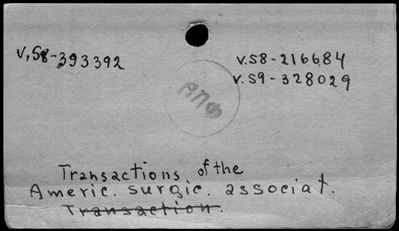 v.58-393392
v.58-216684
v.59-328029
АПФ
Transactions of the
Americ. surgic. associat.
Transaction.